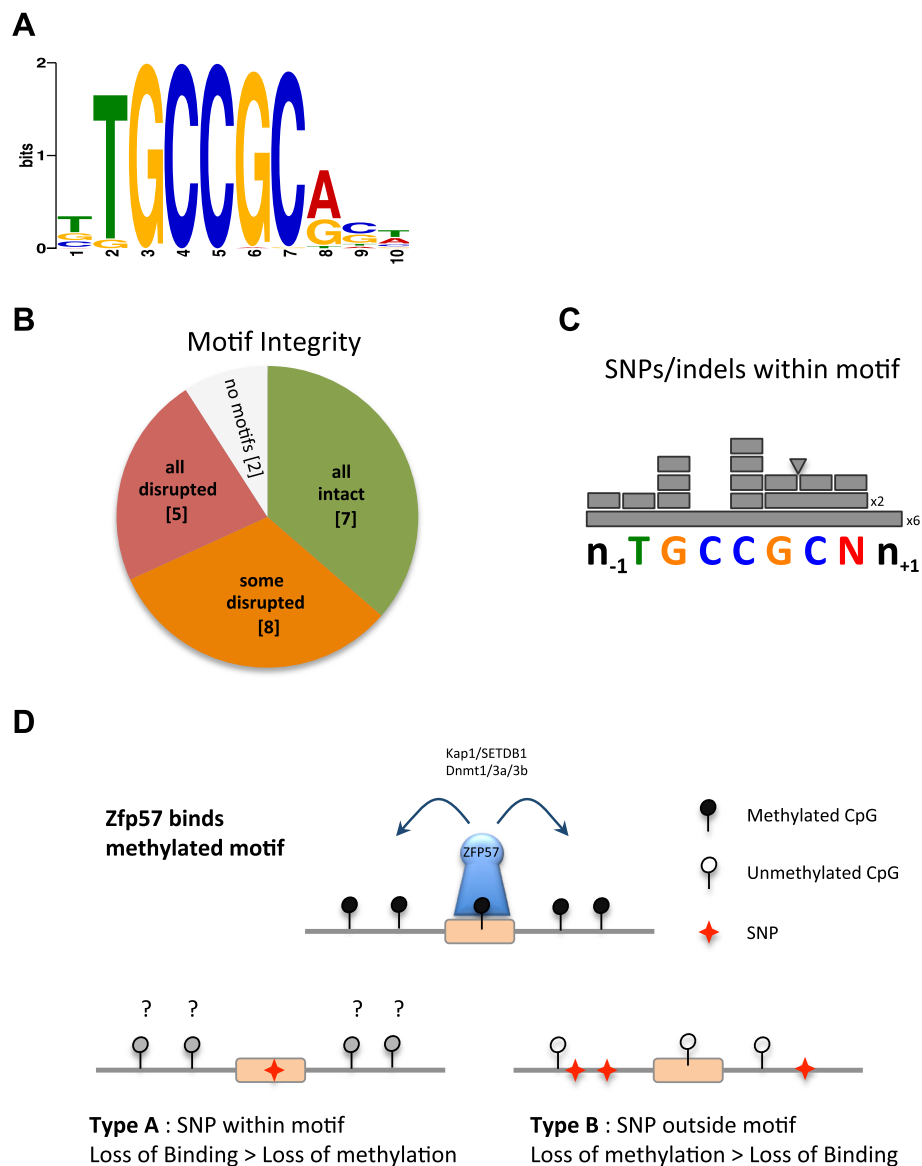 A
2
1
0
bits
T
G
C
T
G
G
C
C
G
C
A
G
C
G
T
A
1 2 3 4 5 6 7 8 9 10
B
Motif Integrity
no motifs [2]
all
disrupted
[5]
all
intact
[7]
some
disrupted
[8]
C
SNPs/indels within motif
x2
x6
n-1 T G C C G C N n+1
D
Kap1/SETDB1
Dnmt1/3a/3b
Zfp57 binds
methylated motif
ZFP57
Methylated CpG
Unmethylated CpG
SNP
? ? ? ?
Type A : SNP within motif
Loss of Binding > Loss of methylation
Type B : SNP outside motif
Loss of methylation > Loss of Binding